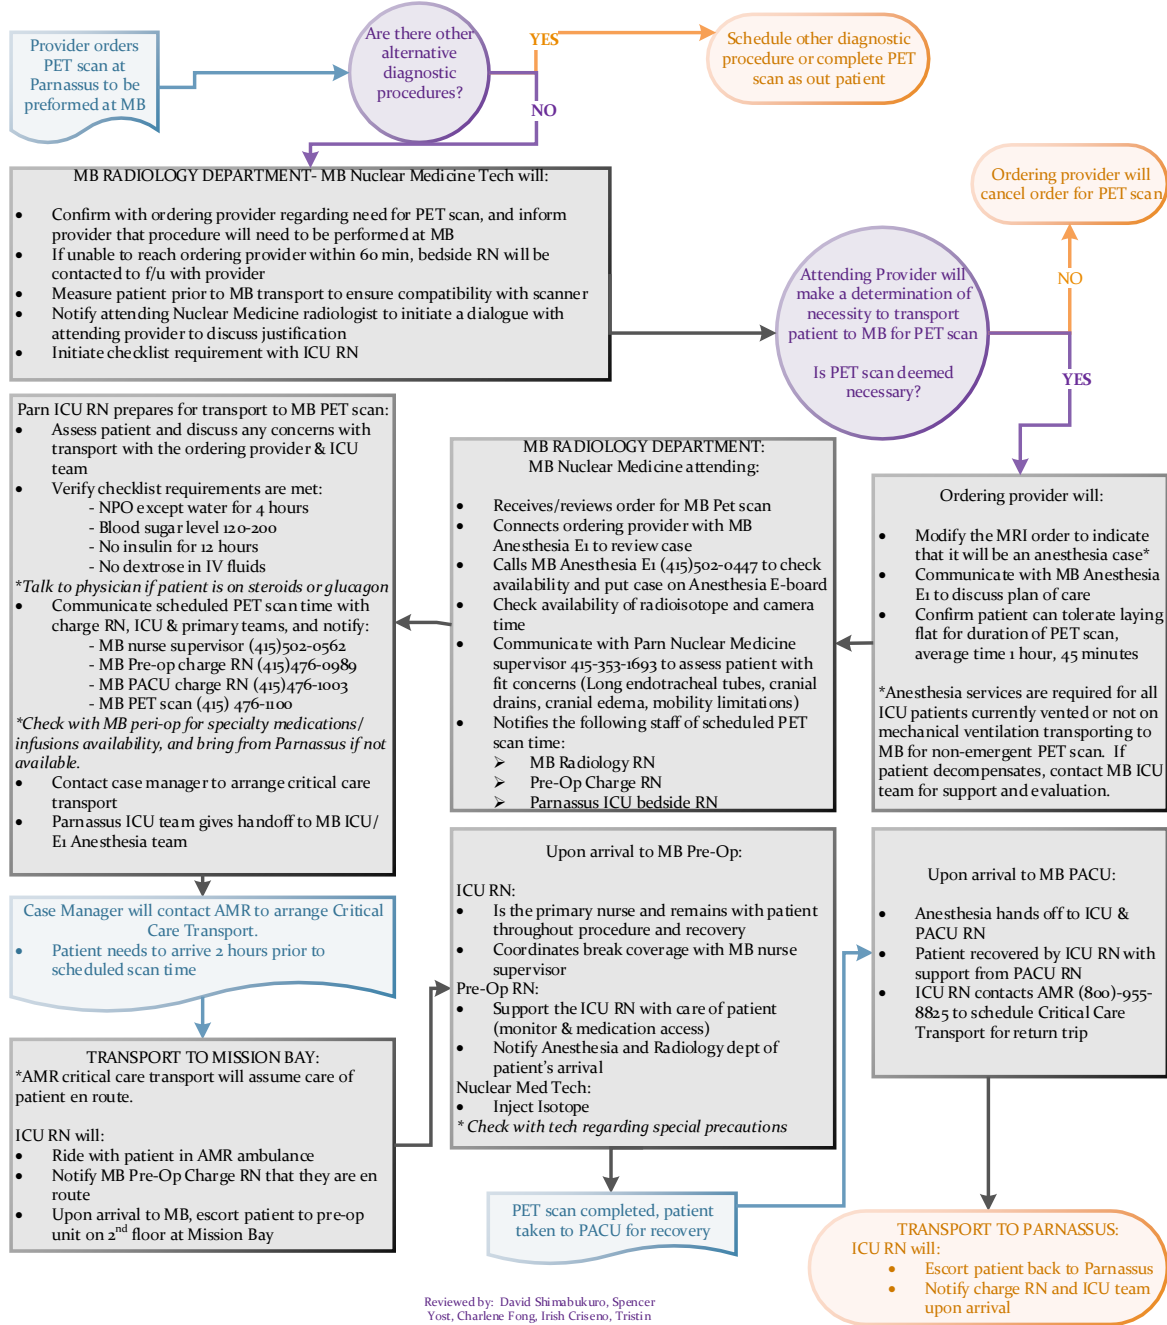 Provider orders
PET scan at
Parnassus to be
preformed at MB
Are there other
alternative
diagnostic
procedures?
YES
NO
Schedule other diagnostic
procedure or complete PET
scan as out patient
MB RADIOLOGY DEPARTMENT- MB Nuclear Medicine Tech will:
• Confirm with ordering provider regarding need for PET scan, and inform
provider that procedure will need to be performed at MB
• If unable to reach ordering provider within 60 min, bedside RN will be
contacted to f/u with provider
• Measure patient prior to MB transport to ensure compatibility with scanner
• Notify attending Nuclear Medicine radiologist to initiate a dialogue with
attending provider to discuss justification
• Initiate checklist requirement with ICU RN
Attending Provider will
make a determination of
necessity to transport
patient to MB for PET scan
Is PET scan deemed
necessary?
NO
YES
Ordering provider will
cancel order for PET scan
Ordering provider will:
• Modify the MRI order to indicate
that it will be an anesthesia case*
• Communicate with MB Anesthesia
E1 to discuss plan of care
• Confirm patient can tolerate laying
flat for duration of PET scan,
average time 1 hour, 45 minutes
*Anesthesia services are required for all
ICU patients currently vented or not on
mechanical ventilation transporting to
MB for non-emergent PET scan. If
patient decompensates, contact MB ICU
team for support and evaluation.
MB RADIOLOGY DEPARTMENT:
MB Nuclear Medicine attending:
• Receives/reviews order for MB Pet scan
• Connects ordering provider with MB
Anesthesia E1 to review case
• Calls MB Anesthesia E1 (415)502-0447 to check
availability and put case on Anesthesia E-board
• Check availability of radioisotope and camera
time
• Communicate with Parn Nuclear Medicine
supervisor 415-353-1693 to assess patient with
fit concerns (Long endotracheal tubes, cranial
drains, cranial edema, mobility limitations)
• Notifies the following staff of scheduled PET
scan time:
➢ MB Radiology RN
➢ Pre-Op Charge RN
➢ Parnassus ICU bedside RN
Parn ICU RN prepares for transport to MB PET scan:
• Assess patient and discuss any concerns with
transport with the ordering provider & ICU
team
• Verify checklist requirements are met:
- NPO except water for 4 hours
- Blood sugar level 120-200
- No insulin for 12 hours
- No dextrose in IV fluids
*Talk to physician if patient is on steroids or glucagon
• Communicate scheduled PET scan time with
charge RN, ICU & primary teams, and notify:
- MB nurse supervisor (415)502-0562
- MB Pre-op charge RN (415)476-0989
- MB PACU charge RN (415)476-1003
- MB PET scan (415) 476-1100
*Check with MB peri-op for specialty medications/
infusions availability, and bring from Parnassus if not
available.
• Contact case manager to arrange critical care
transport
• Parnassus ICU team gives handoff to MB ICU/
E1 Anesthesia team
Case Manager will contact AMR to arrange Critical
Care Transport.
• Patient needs to arrive 2 hours prior to
scheduled scan time
TRANSPORT TO MISSION BAY:
*AMR critical care transport will assume care of
patient en route.
ICU RN will:
• Ride with patient in AMR ambulance
• Notify MB Pre-Op Charge RN that they are en
route
• Upon arrival to MB, escort patient to pre-op
unit on 2nd floor at Mission Bay
Upon arrival to MB Pre-Op:
ICU RN:
• Is the primary nurse and remains with patient
throughout procedure and recovery
• Coordinates break coverage with MB nurse
supervisor
Pre-Op RN:
• Support the ICU RN with care of patient
(monitor & medication access)
• Notify Anesthesia and Radiology dept of
patient's arrival
Nuclear Med Tech:
• Inject Isotope
* Check with tech regarding special precautions
PET scan completed, patient
taken to PACU for recovery
Upon arrival to MB PACU:
• Anesthesia hands off to ICU &
PACU RN
• Patient recovered by ICU RN with
support from PACU RN
• ICU RN contacts AMR (800)-955-
8825 to schedule Critical Care
Transport for return trip
TRANSPORT TO PARNASSUS:
ICU RN will:
• Escort patient back to Parnassus
• Notify charge RN and ICU team
upon arrival
Reviewed by: David Shimabukuro, Spencer
Yost, Charlene Fong, Irish Criseno, Tristin